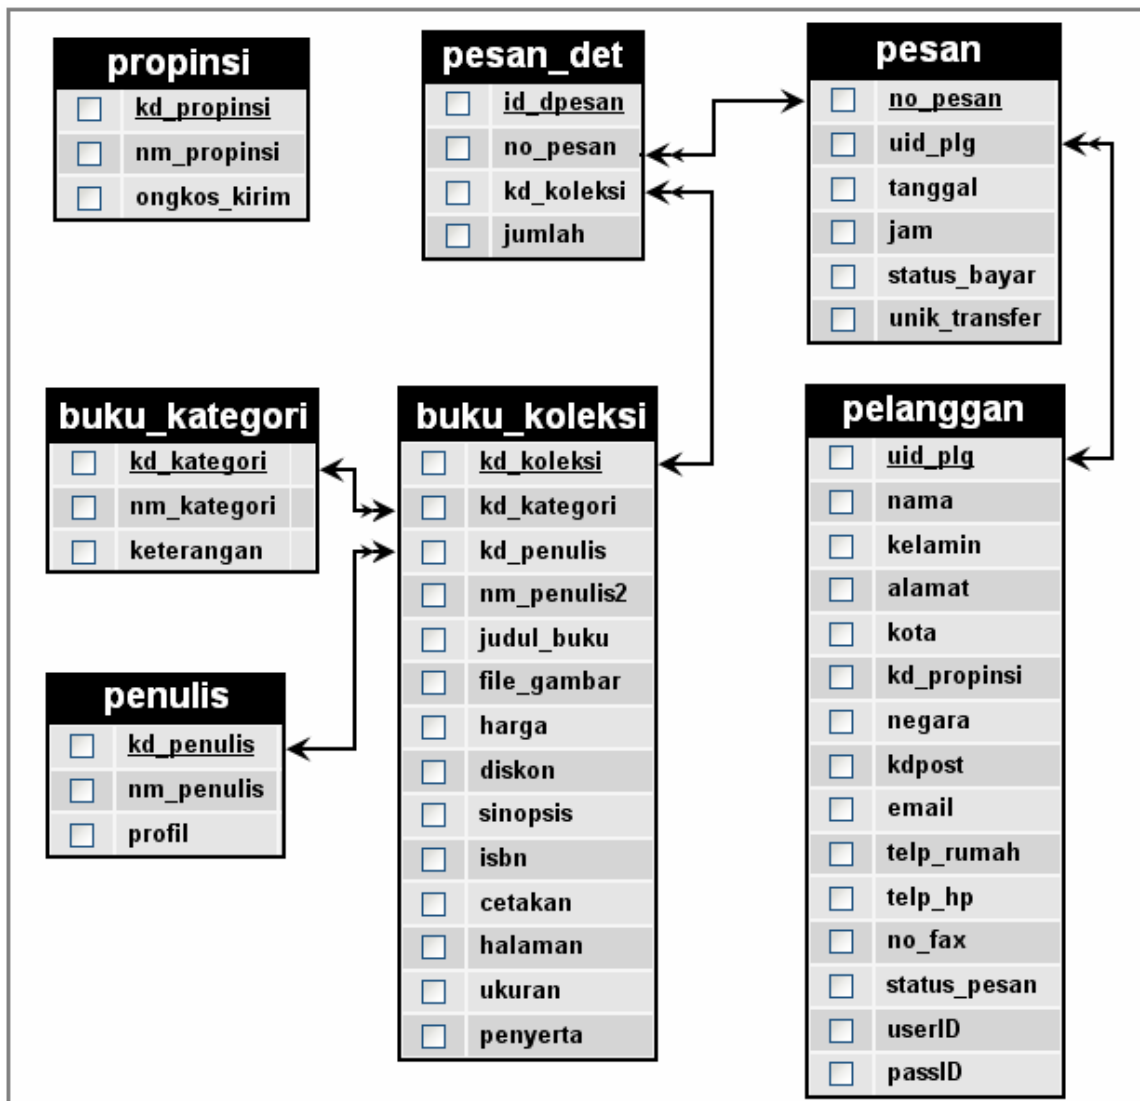 propinsi
kd_propinsi
nm_propinsi
ongkos_kirim
pesan_det
id_dpesan
no_pesan
kd_koleksi
jumlah
pesan
no_pesan
uid_plg
tanggal
jam
status_bayar
unik_transfer
buku_kategori
kd_kategori
nm_kategori
keterangan
buku_koleksi
kd_koleksi
kd_kategori
kd_penulis
nm_penulis2
judul_buku
file_gambar
harga
diskon
sinopsis
isbn
cetakan
halaman
ukuran
penyerta
pelanggan
uid_plg
nama
kelamin
alamat
kota
kd_propinsi
negara
kdpost
email
telp_rumah
telp_hp
no_fax
status_pesan
userID
passID
penulis
kd_penulis
nm_penulis
profil